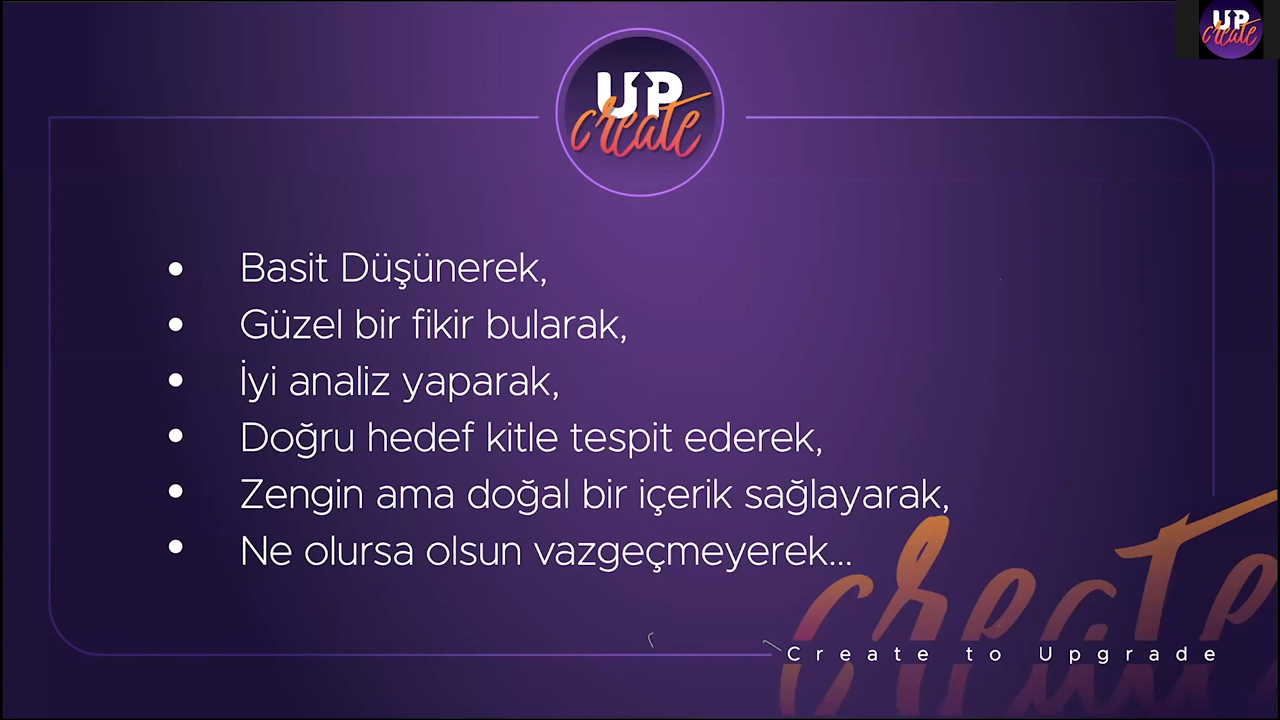 UP
create
UP
create
• Basit Düşünerek,
• Güzel bir fikir bularak,
• İyi analiz yaparak,
• Doğru hedef kitle tespit ederek,
• Zengin ama doğal bir içerik sağlayarak,
• Ne olursa olsun vazgeçmeyerek...
create
Create to Upgrade